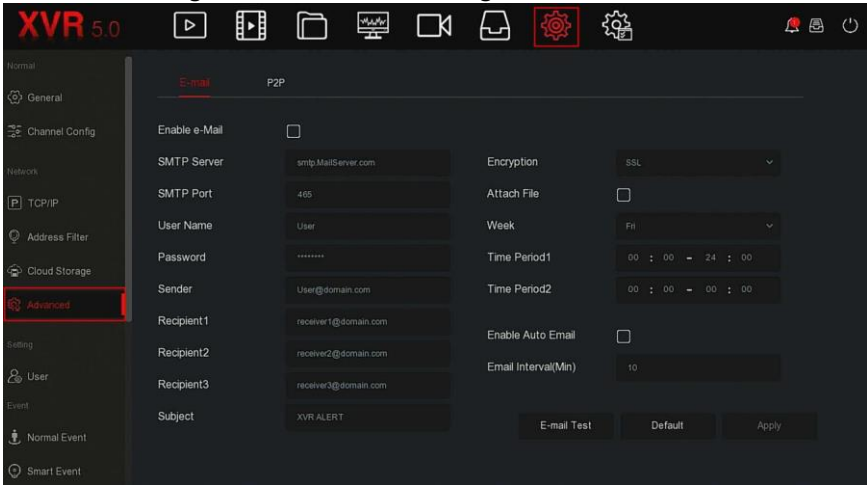 XVR 5.0
Normal
General
Channel Config
Network
TCP/IP
Address Filter
Cloud Storage
Advanced
Setting
User
Event
Normal Event
Smart Event
E-mail P2P
Enable e-Mail
SMTP Server smtp.MailServer.com Encryption SSL
SMTP Port 465 Attach File
User Name User Week Fri
Password ******** Time Period1 00 : 00 - 24 : 00
Sender User@domain.com Time Period2 00 : 00 - 00 : 00
Recipient1 receiver1@domain.com
Enable Auto Email
Recipient2 receiver2@domain.com
Email Interval(Min) 10
Recipient3 receiver3@domain.com
Subject XVR ALERT
E-mail Test Default Apply